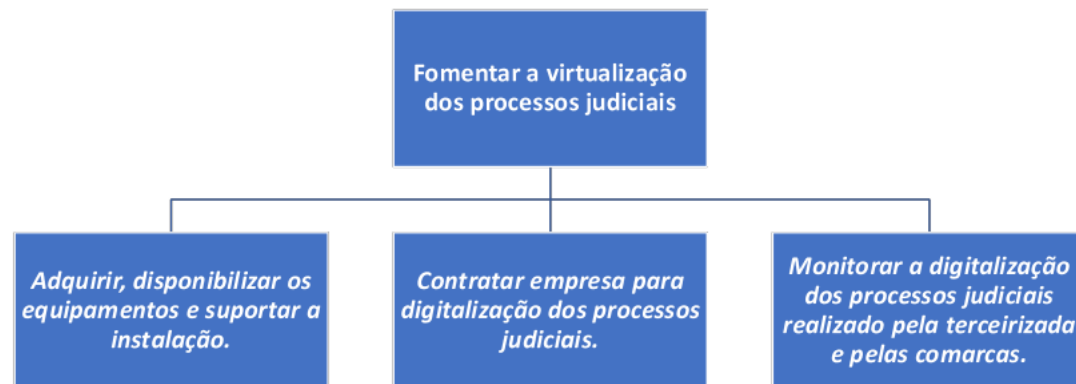 Fomentar a virtualização
dos processos judiciais
Adquirir, disponibilizar os
equipamentos e suportar a
instalação.
Contratar empresa para
digitalização dos processos
judiciais.
Monitorar a digitalização
dos processos judiciais
realizado pela terceirizada
e pelas comarcas.